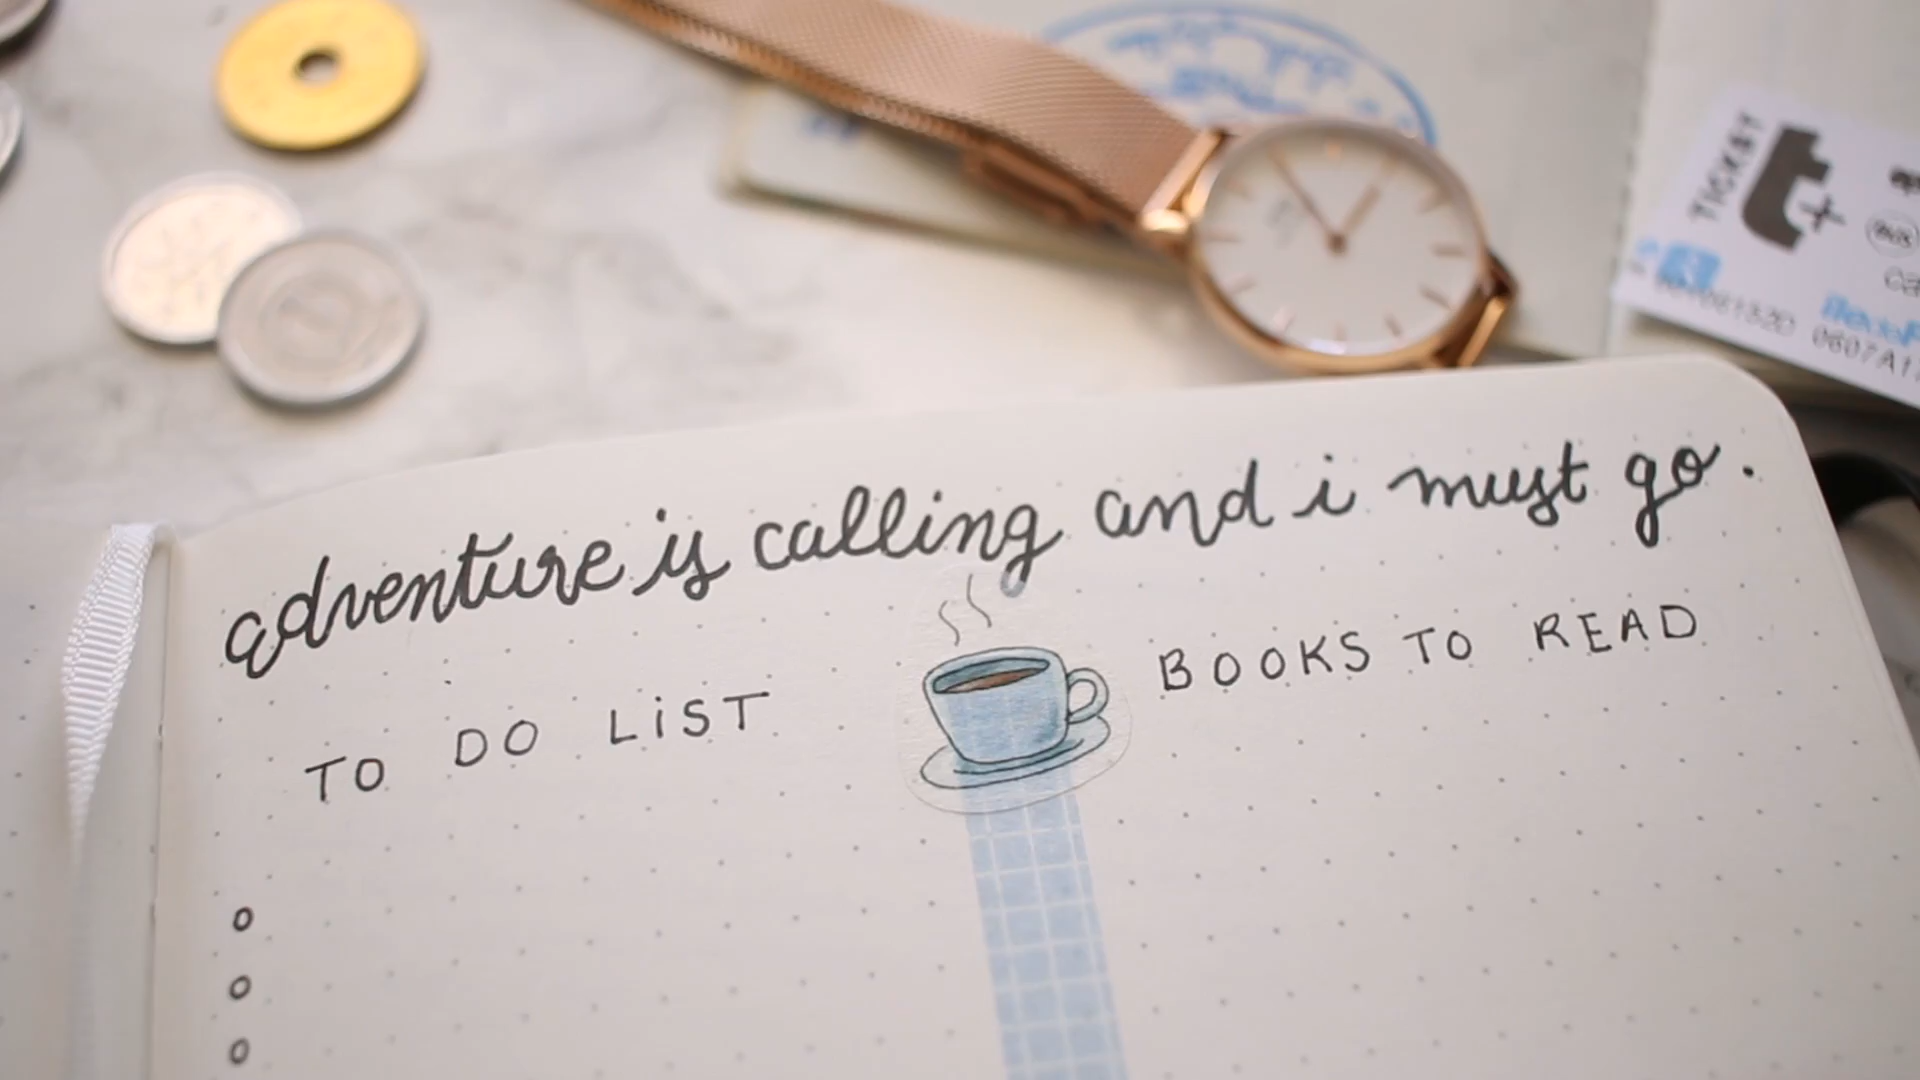 TICKET
t+
adventure is calling and i must go.
TO DO LIST
BOOKS TO READ